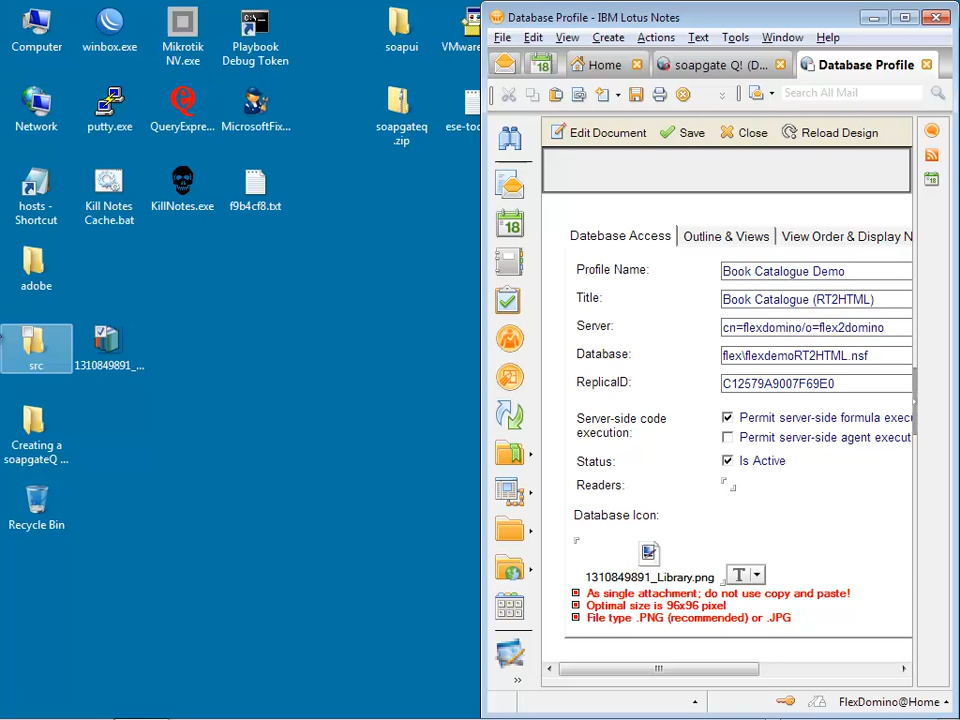 Computer
winbox.exe
Mikrotik
NV.exe
Playbook
Debug Token
soapui
VMware
Network
putty.exe
QueryExpre...
MicrosoftFix...
soapgateq
.zip
ese-too
hosts -
Shortcut
Kill Notes
Cache.bat
KillNotes.exe
f9b4cf8.txt
adobe
src
1310849891_...
Creating a
soapgateQ ...
Recycle Bin
Database Profile - IBM Lotus Notes
File Edit View Create Actions Text Tools Window Help
18 Home soapgate Q! (D... Database Profile
Search All Mail
Edit Document Save Close Reload Design
Database Access Outline & Views View Order & Display N
Profile Name: Book Catalogue Demo
Title: Book Catalogue (RT2HTML)
Server: cn=flexdomino/o=flex2domino
Database: flex\flexdemoRT2HTML.nsf
ReplicaID: C12579A9007F69E0
Server-side code
execution:
Permit server-side formula execu
Permit server-side agent execut
Status: Is Active
Readers:
Database Icon:
1310849891_Library.png T
As single attachment; do not use copy and paste!
Optimal size is 96x96 pixel
File type .PNG (recommended) or .JPG
18
FlexDomino@Home